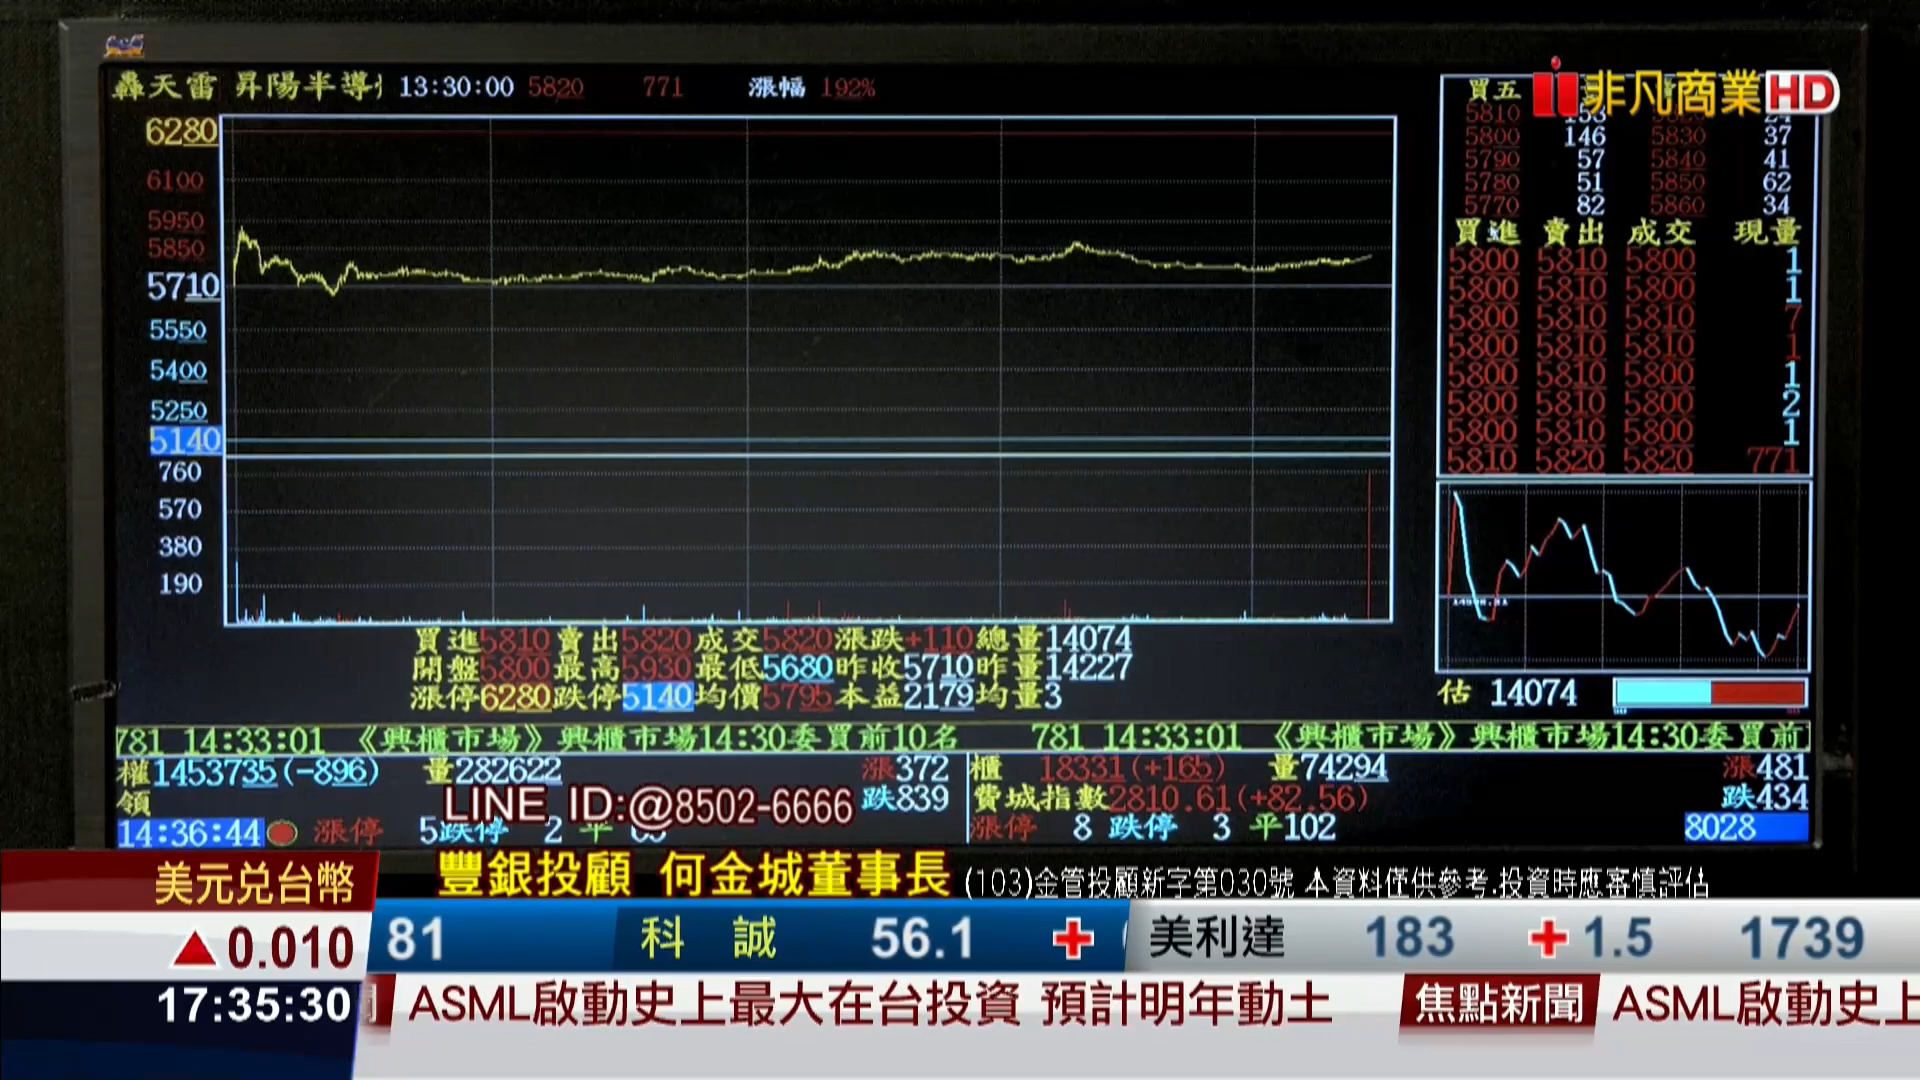 轟天雷 昇陽半導 13:30:00 5820 771 漲幅 192%
非凡商業HD
6280
6100
5950
5850
5710
5550
5400
5250
5140
760
570
380
190
買五
5810 153 24
5800 146 5830 37
5790 57 5840 41
5780 51 5850 62
5770 82 5860 34
買進 賣出 成交 現量
5800 5810 5800 1
5800 5810 5800 1
5800 5810 5810 7
5800 5810 5810 1
5800 5810 5800 1
5800 5810 5800 2
5800 5810 5800 1
5810 5820 5820 771
估 14074
買進5810賣出5820成交5820漲跌+110總量14074
開盤5800最高5930最低5680昨收5710昨量14227
漲停6280跌停5140均價5795本益2179均量3
781 14:33:01 《興櫃市場》興櫃市場14:30委買前10名 781 14:33:01 《興櫃市場》興櫃市場14:30委買前
權1453735(-896) 量282622 漲372 櫃 18331(+165) 量74294 漲481
領 跌839 費城指數2810.61(+82.56) 跌434
14:36:44 漲停 5跌停 2 平 漲停 8 跌停 3 平102 8028
LINE ID:@8502-6666
豐銀投顧 何金城董事長 (103)金管投顧新字第030號 本資料僅供參考.投資時應審慎評估
美元兌台幣
▲0.010
17:35:30
81 科 誠 56.1 + 美利達 183 +1.5 1739
ASML啟動史上最大在台投資 預計明年動土 焦點新聞 ASML啟動史上